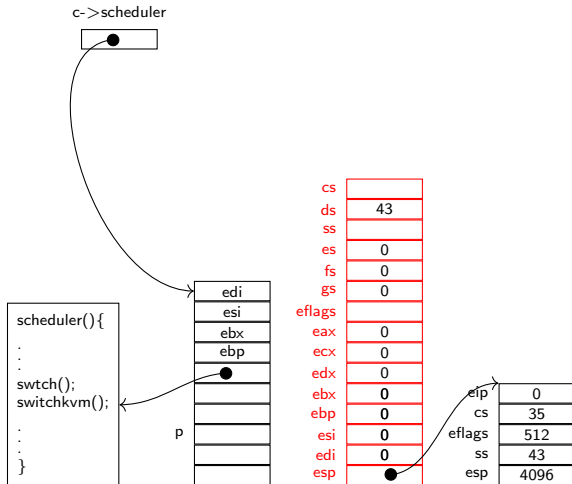 c->scheduler
scheduler(){
.
.
.
swtch();
switchkvm();
.
.
.
}
edi
esi
ebx
ebp
p
cs
ds 43
ss
es 0
fs 0
gs 0
eflags
eax 0
ecx 0
edx 0
ebx 0
ebp 0
esi 0
edi 0
esp
eip 0
cs 35
eflags 512
ss 43
esp 4096